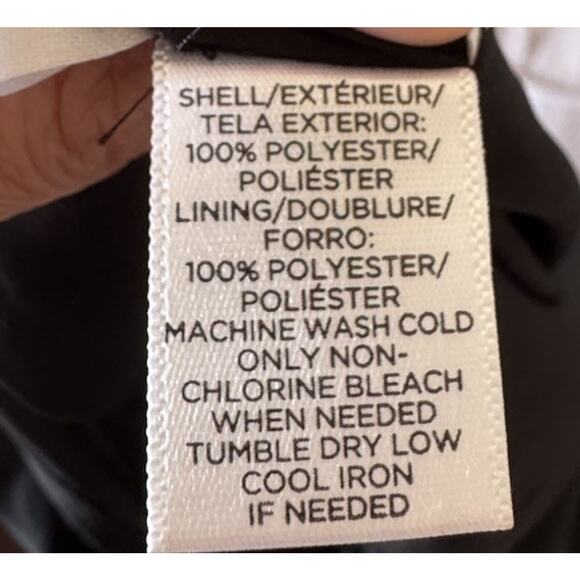 SHELL/EXTÉRIEUR/
TELA EXTERIOR:
100% POLYESTER/
POLIÉSTER
LINING/DOUBLURE/
FORRO:
100% POLYESTER/
POLIÉSTER
MACHINE WASH COLD
ONLY NON-
CHLORINE BLEACH
WHEN NEEDED
TUMBLE DRY LOW
COOL IRON
IF NEEDED